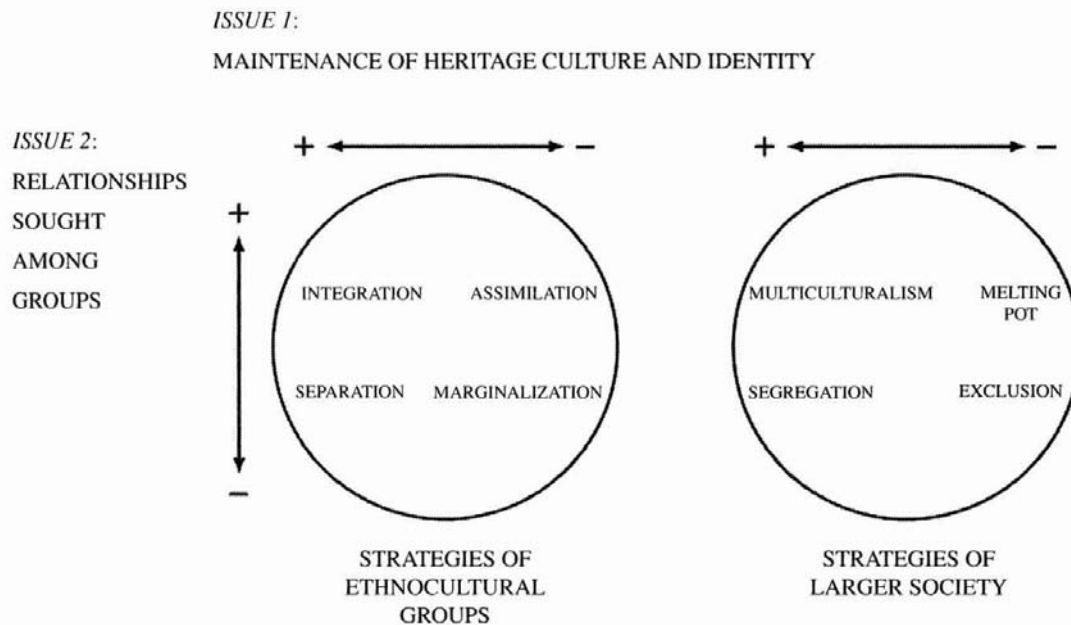 ISSUE 1:
MAINTENANCE OF HERITAGE CULTURE AND IDENTITY
ISSUE 2:
RELATIONSHIPS
SOUGHT
AMONG
GROUPS
+ −
+ −
+
−
INTEGRATION ASSIMILATION
SEPARATION MARGINALIZATION
MULTICULTURALISM MELTING
POT
SEGREGATION EXCLUSION
STRATEGIES OF
ETHNOCULTURAL
GROUPS
STRATEGIES OF
LARGER SOCIETY